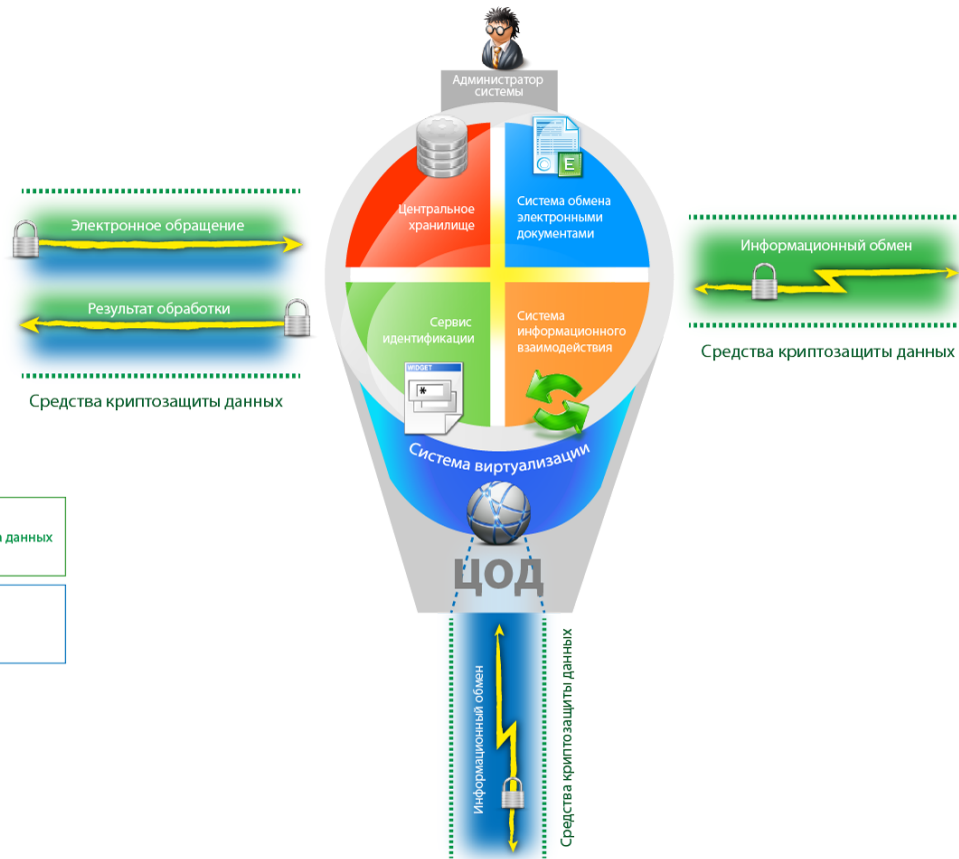 Администратор
системы
Центральное
хранилище
Система обмена
электронными
документами
E
Сервис
идентификации
Система
информационного
взаимодействия
WIDGET
*
Система виртуализации
ЦОД
Электронное обращение
Результат обработки
Средства криптозащиты данных
Информационный обмен
Средства криптозащиты данных
данных
Информационный обмен
Средства криптозащиты данных